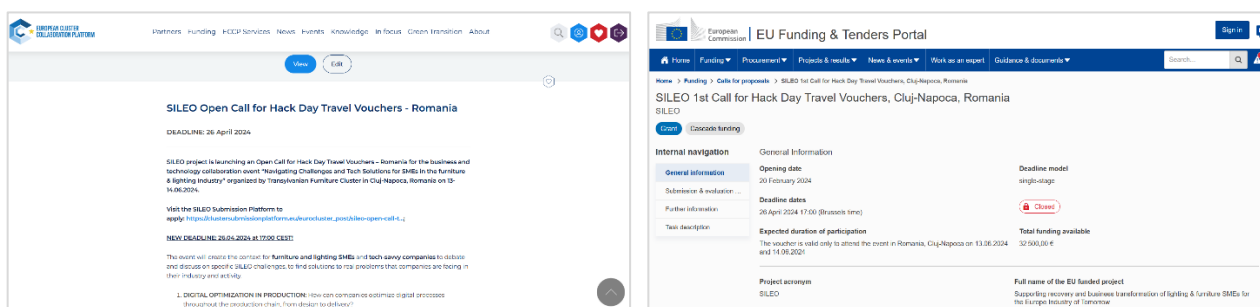 EUROPEAN CLUSTER
COLLABORATION PLATFORM
Partners Funding ECCP Services News Events Knowledge In focus Green Transition About
View Edit
SILEO Open Call for Hack Day Travel Vouchers - Romania
DEADLINE: 26 April 2024
SILEO project is launching an Open Call for Hack Day Travel Vouchers – Romania for the business and
technology collaboration event "Navigating Challenges and Tech Solutions for SMEs in the furniture
& lighting industry" organized by Transylvanian Furniture Cluster in Cluj-Napoca, Romania on 13-
14.06.2024.
Visit the SILEO Submission Platform to
apply: https://clustersubmissionplatform.eu/eurocluster_post/sileo-open-call-t...;
NEW DEADLINE: 26.04.2024 at 17:00 CEST!
The event will create the context for furniture and lighting SMEs and tech-savvy companies to debate
and discuss on specific SILEO challenges, to find solutions to real problems that companies are facing in
their industry and activity.
1. DIGITAL OPTIMIZATION IN PRODUCTION: How can companies optimize digital processes
throughout the production chain, from design to delivery?
European
Commission
EU Funding & Tenders Portal
Sign in
Home Funding Procurement Projects & results News & events Work as an expert Guidance & documents Search...
Home > Funding > Calls for proposals > SILEO 1st Call for Hack Day Travel Vouchers, Cluj-Napoca, Romania
SILEO 1st Call for Hack Day Travel Vouchers, Cluj-Napoca, Romania
SILEO
Grant Cascade funding
Internal navigation
General information
Submission & evaluation ...
Further information
Task description
General Information
Opening date
20 February 2024
Deadline model
single-stage
Deadline dates
26 April 2024 17:00 (Brussels time)
Closed
Expected duration of participation
The voucher is valid only to attend the event in Romania, Cluj-Napoca on 13.06.2024
and 14.06.2024
Total funding available
32 500,00 €
Project acronym
SILEO
Full name of the EU funded project
Supporting recovery and business transformation of lighting & furniture SMEs for
the Europe Industry of Tomorrow